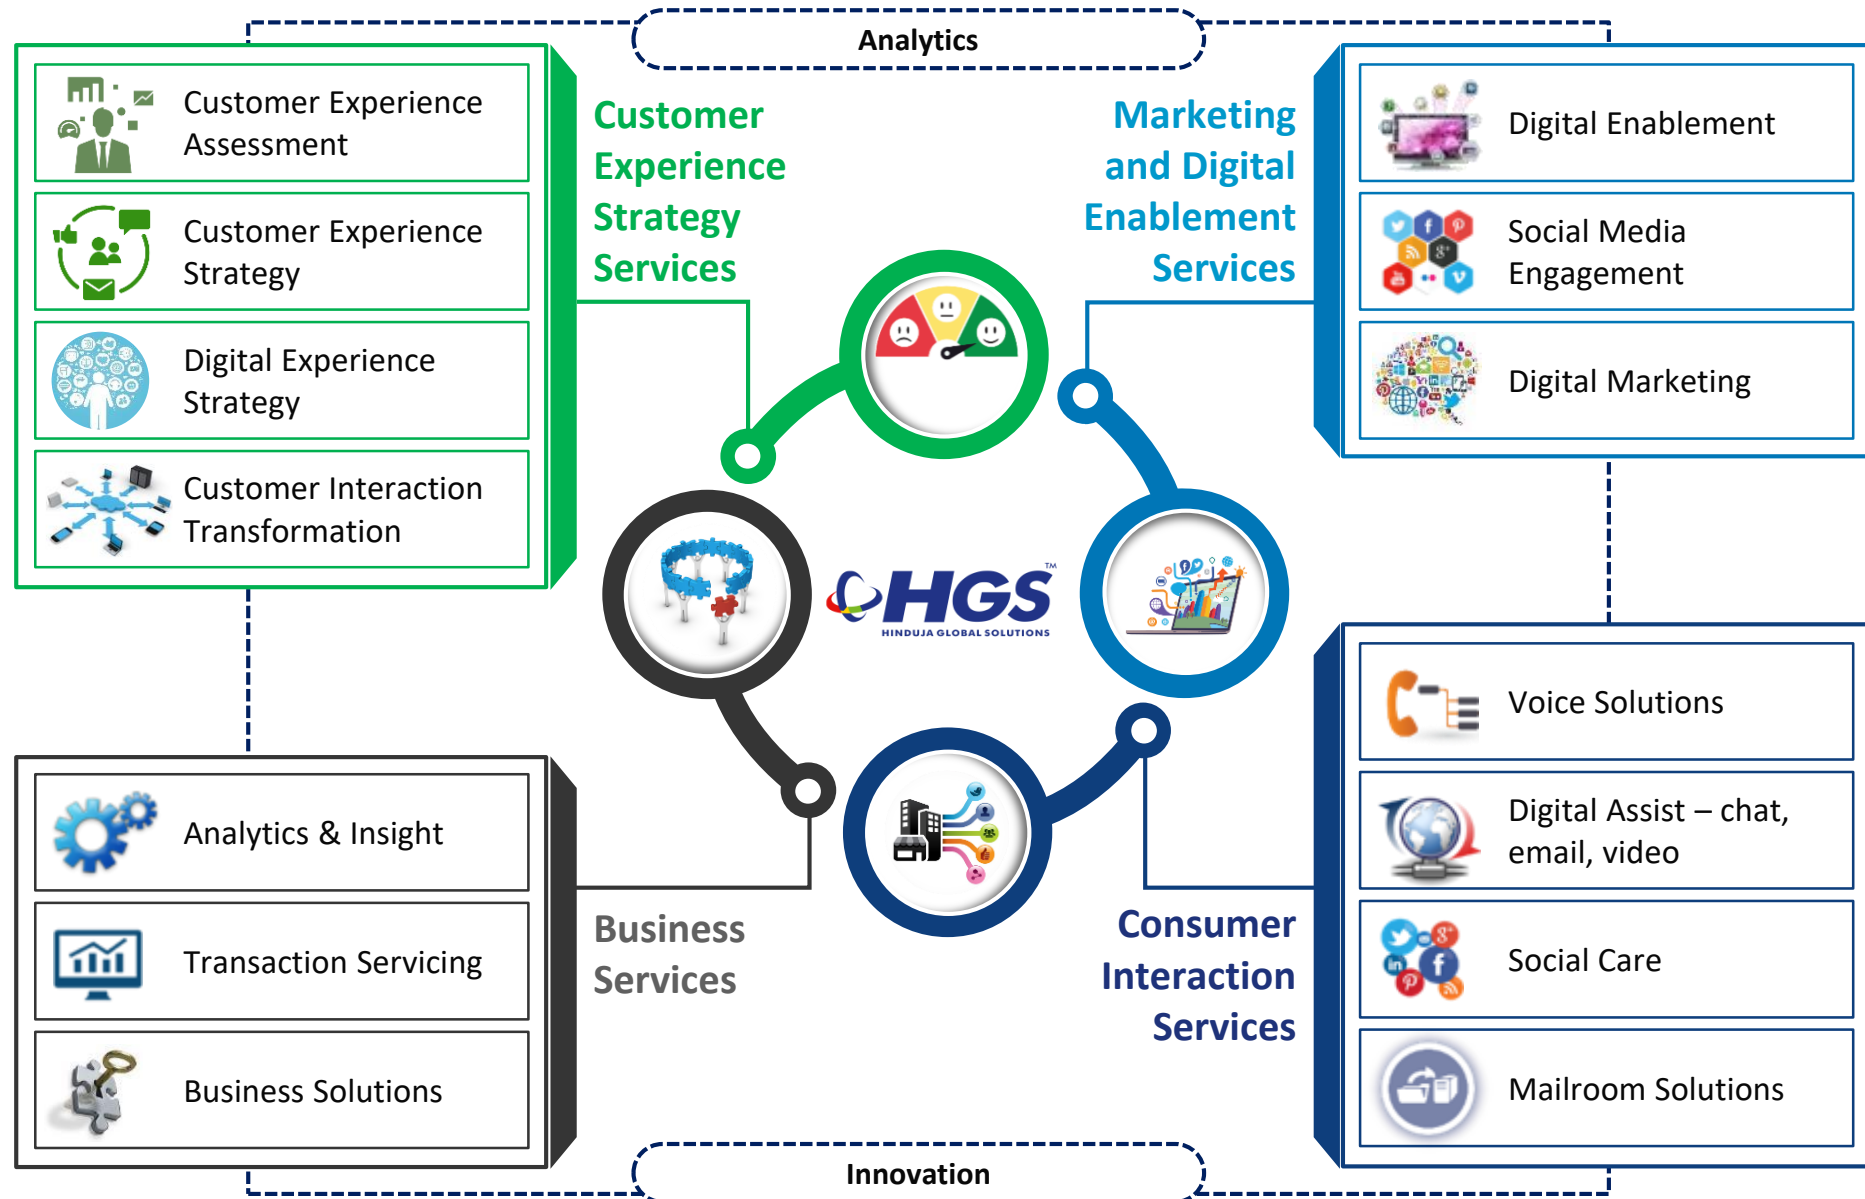 Analytics
Customer Experience
Assessment
Customer Experience
Strategy
Digital Experience
Strategy
Customer Interaction
Transformation
Customer
Experience
Strategy
Services
Marketing
and Digital
Enablement
Services
Digital Enablement
Social Media
Engagement
Digital Marketing
HGS™
HINDUJA GLOBAL SOLUTIONS
Analytics & Insight
Transaction Servicing
Business Solutions
Business
Services
Consumer
Interaction
Services
Voice Solutions
Digital Assist – chat,
email, video
Social Care
Mailroom Solutions
Innovation